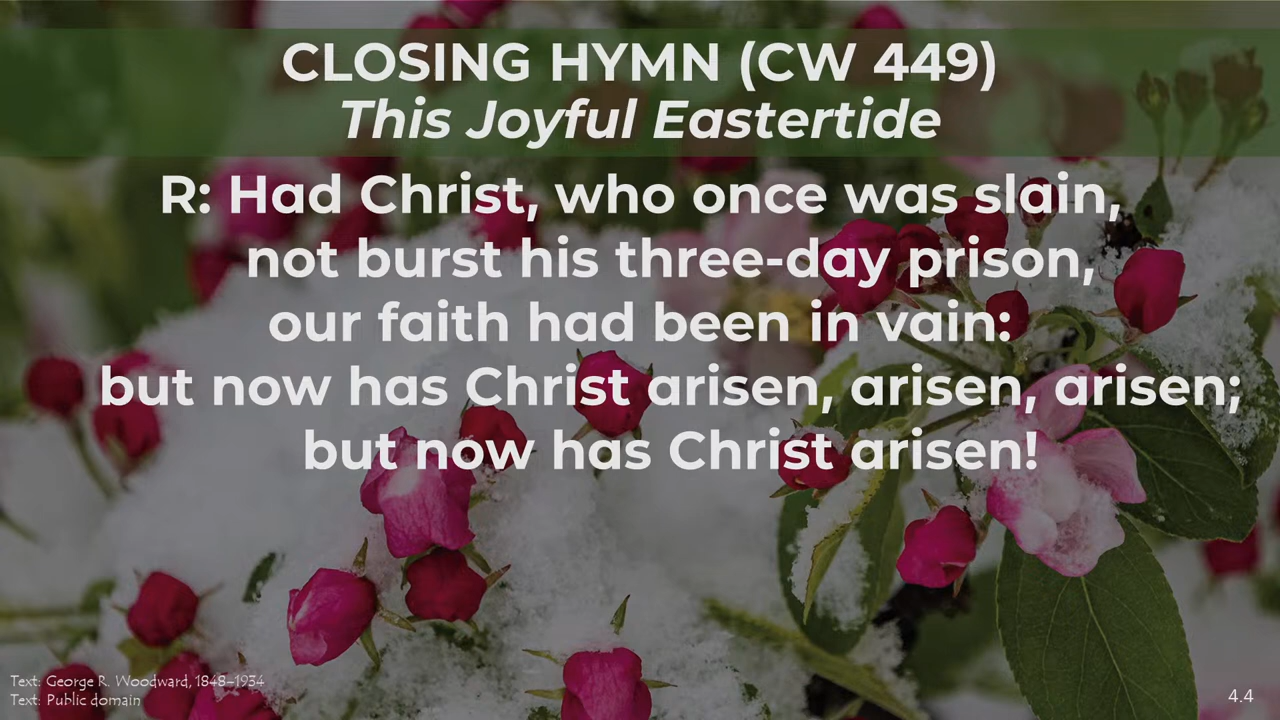 CLOSING HYMN (CW 449)
This Joyful Eastertide
R: Had Christ, who once was slain,
not burst his three-day prison,
our faith had been in vain:
but now has Christ arisen, arisen, arisen;
but now has Christ arisen!
Text: George R. Woodward, 1848–1934
Text: Public domain
4.4